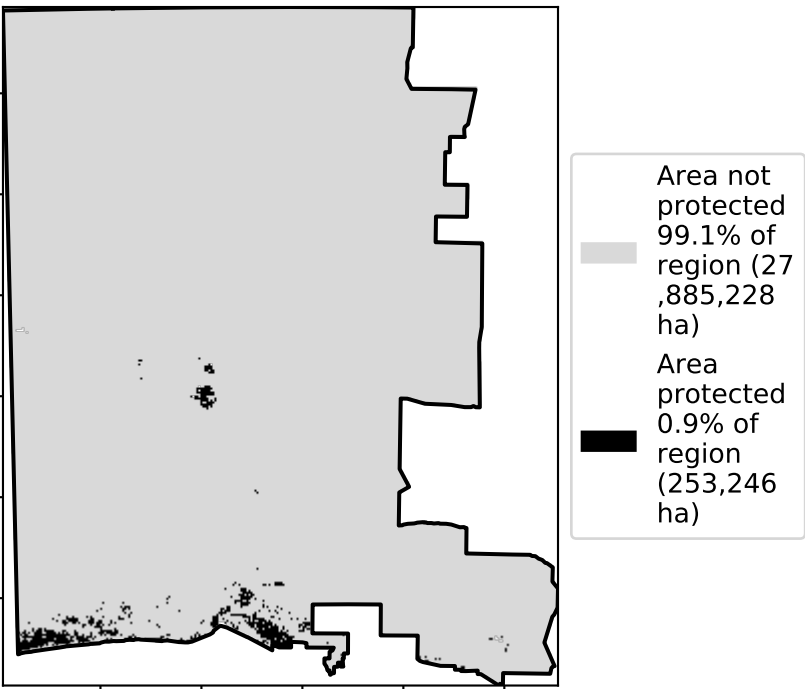 Area not
protected
99.1% of
region (27
,885,228
ha)
Area
protected
0.9% of
region
(253,246
ha)